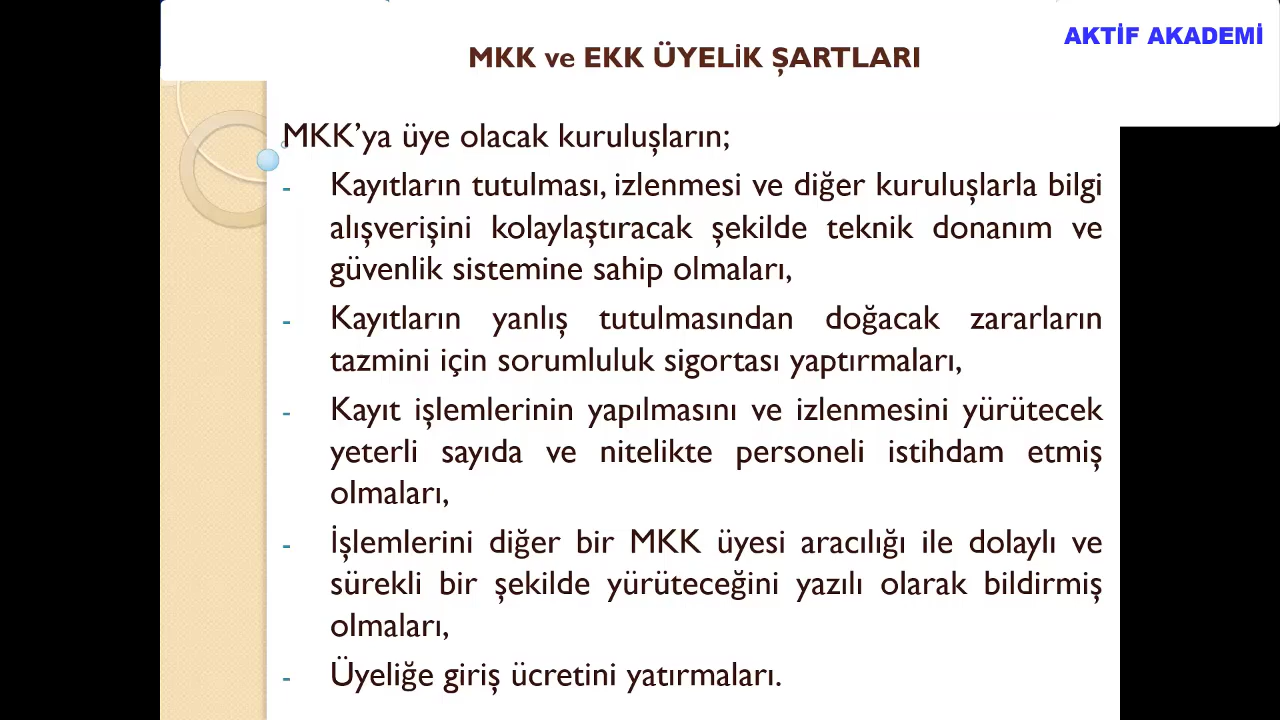 AKTİF AKADEMİ
MKK ve EKK ÜYELİK ŞARTLARI
MKK’ya üye olacak kuruluşların;
- Kayıtların tutulması, izlenmesi ve diğer kuruluşlarla bilgi
alışverişini kolaylaştıracak şekilde teknik donanım ve
güvenlik sistemine sahip olmaları,
- Kayıtların yanlış tutulmasından doğacak zararların
tazmini için sorumluluk sigortası yaptırmaları,
- Kayıt işlemlerinin yapılmasını ve izlenmesini yürütecek
yeterli sayıda ve nitelikte personeli istihdam etmiş
olmaları,
- İşlemlerini diğer bir MKK üyesi aracılığı ile dolaylı ve
sürekli bir şekilde yürüteceğini yazılı olarak bildirmiş
olmaları,
- Üyeliğe giriş ücretini yatırmaları.